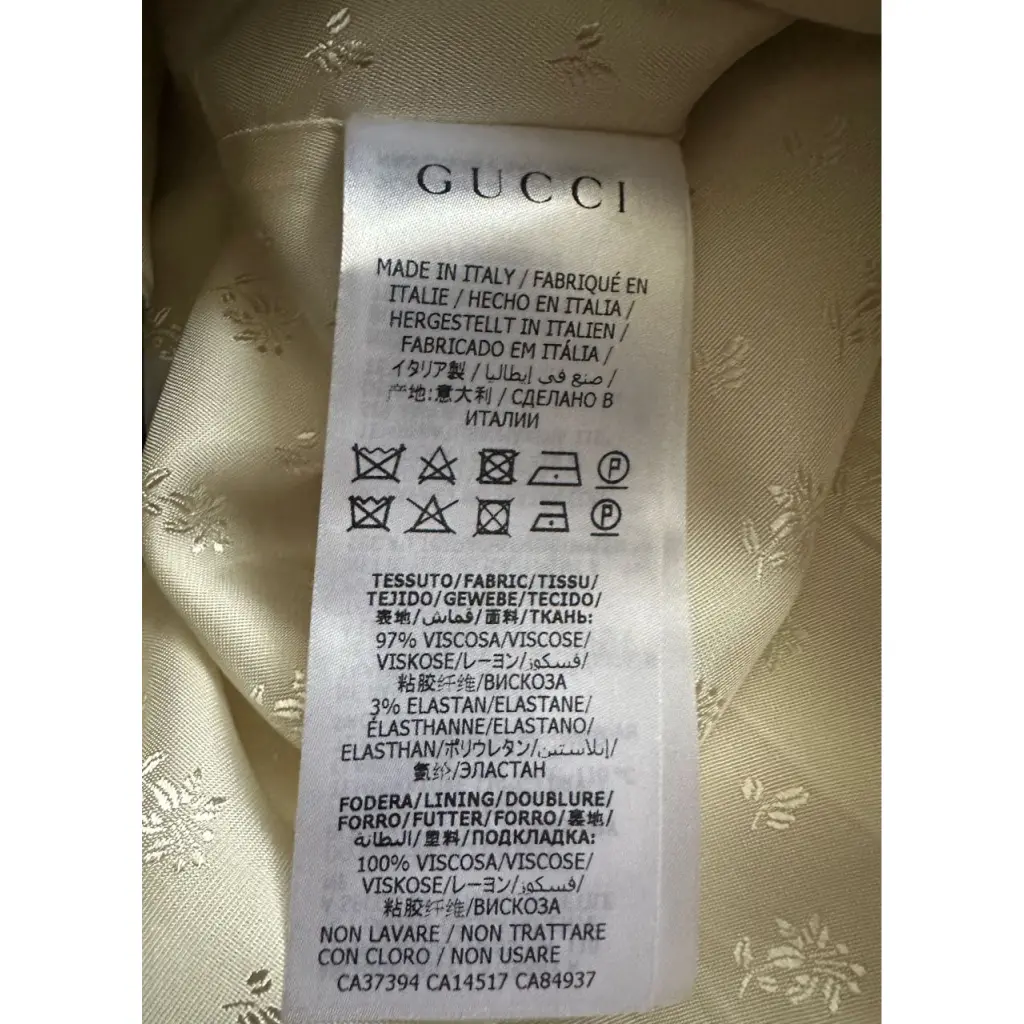 GUCCI
MADE IN ITALY / FABRIQUÉ EN
ITALIE / HECHO EN ITALIA /
HERGESTELLT IN ITALIEN /
FABRICADO EM ITÁLIA /
イタリア製 / صنع في إيطاليا /
产地:意大利 / СДЕЛАНО В
ИТАЛИИ
P
P
TESSUTO/FABRIC/TISSU/
TEJIDO/GEWEBE/TECIDO/
表地/قماش/面料/ТКАНЬ:
97% VISCOSA/VISCOSE/
VISKOSE/レーヨン/فسكوز/
粘胶纤维/ВИСКОЗА
3% ELASTAN/ELASTANE/
ÉLASTHANNE/ELASTANO/
ELASTHAN/ポリウレタン/إيلاستين/
氨纶/ЭЛАСТАН
FODERA/LINING/DOUBLURE/
FORRO/FUTTER/FORRO/裏地/
البطانة/里料/ПОДКЛАДКА:
100% VISCOSA/VISCOSE/
VISKOSE/レーヨン/فسكوز/
粘胶纤维/ВИСКОЗА
NON LAVARE / NON TRATTARE
CON CLORO / NON USARE
CA37394 CA14517 CA84937